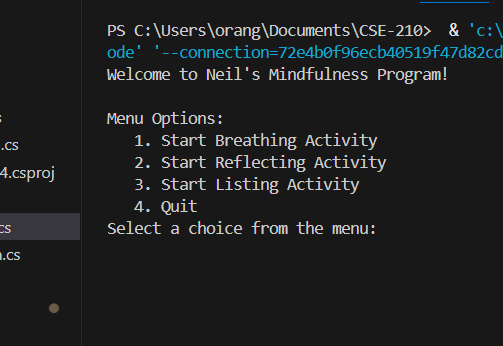 PS C:\Users\orang\Documents\CSE-210>  & 'c:\
ode' '--connection=72e4b0f96ecb40519f47d82cd
Welcome to Neil's Mindfulness Program!
Menu Options:
   1. Start Breathing Activity
   2. Start Reflecting Activity
   3. Start Listing Activity
   4. Quit
Select a choice from the menu:
s
.cs
4.csproj
cs
.cs